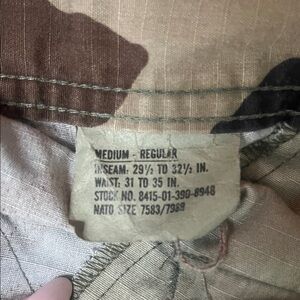 MEDIUM - REGULAR
INSEAM: 29½ TO 32½ IN.
WAIST: 31 TO 35 IN.
STOCK NO. 8415-01-390-8948
NATO SIZE 7583/7989